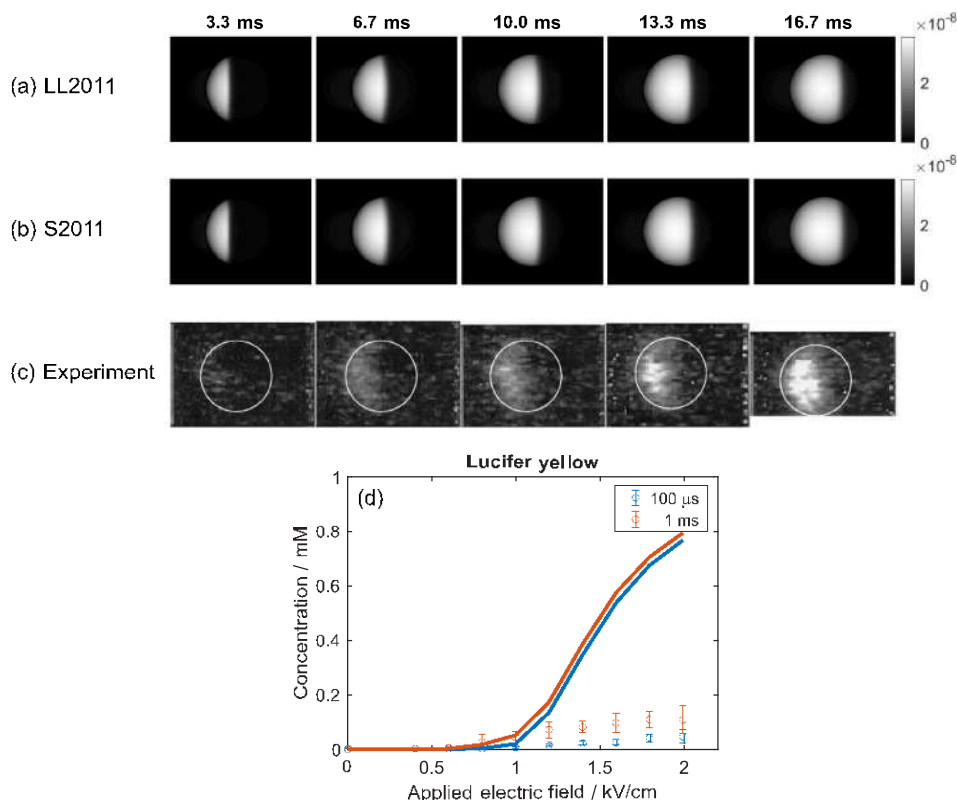 3.3 ms 6.7 ms 10.0 ms 13.3 ms 16.7 ms
×10⁻⁸
(a) LL2011
2
0
×10⁻⁸
(b) S2011
2
0
(c) Experiment
Lucifer yellow
(d)
100 µs
1 ms
1
0.8
0.6
0.4
0.2
0
Concentration / mM
0 0.5 1 1.5 2
Applied electric field / kV/cm